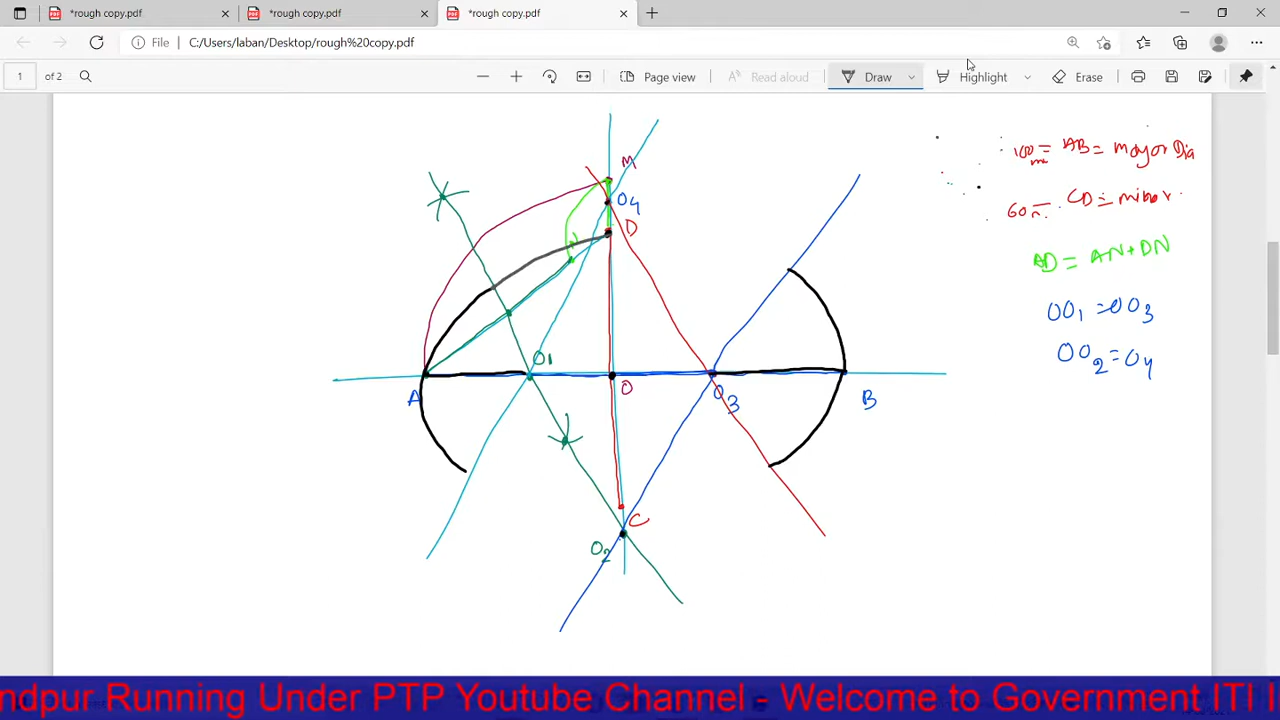 *rough copy.pdf
*rough copy.pdf
*rough copy.pdf
File
C:/Users/laban/Desktop/rough%20copy.pdf
1 of 2
Page view
Read aloud
Draw
Highlight
Erase
M
O4
D
O1
A
O
O3
B
C
O2
N
100 mm = AB = major Dia
60 = CD = minor
AD = AN + DN
OO1 = OO3
OO2 = O4
ndpur Running Under PTP Youtube Channel - Welcome to Government ITI